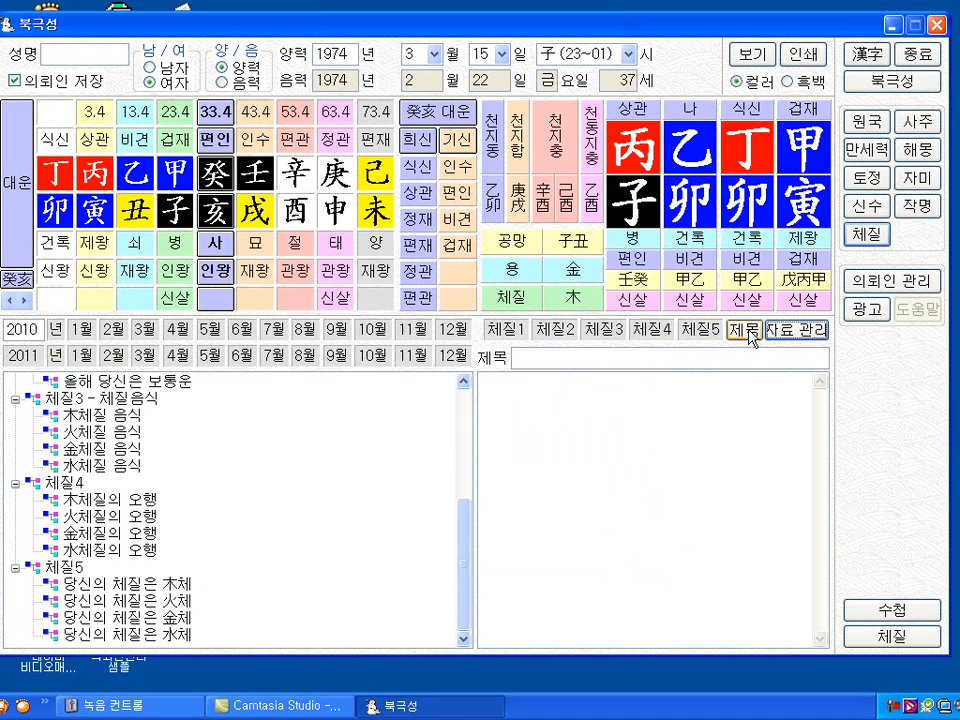 북극성
성명 남 / 여 양 / 음 양력 1974 년 3 월 15 일 子 (23~01) 시 보기 인쇄 漢字 종료
의뢰인 저장 남자 여자 양력 음력 음력 1974 년 2 월 22 일 금 요일 37 세 컬러 흑백 북극성
3.4 13.4 23.4 33.4 43.4 53.4 63.4 73.4 癸亥 대운 천지동 천지합 천지충 천동지충 상관 나 식신 겁재
식신 상관 비견 겁재 편인 인수 편관 정관 편재 희신 기신 원국 사주
대운 丁 丙 乙 甲 癸 壬 辛 庚 己 식신 인수 丙 乙 丁 甲 만세력 해몽
卯 寅 丑 子 亥 戌 酉 申 未 상관 편인 乙卯 庚戌 辛酉 己酉 乙酉 子 卯 卯 寅 토정 자미
정재 비견 신수 작명
건록 제왕 쇠 병 사 묘 절 태 양 편재 겁재 공망 子丑 병 건록 건록 제왕 체질
신왕 신왕 재왕 인왕 인왕 재왕 관왕 관왕 재왕 정관 용 金 편인 비견 비견 겁재
癸亥 壬癸 甲乙 甲乙 戊丙甲 의뢰인 관리
신살 신살 편관 체질 木 신살 신살 신살 신살 광고 도움말
2010 년 1월 2월 3월 4월 5월 6월 7월 8월 9월 10월 11월 12월 체질1 체질2 체질3 체질4 체질5 제목 자료 관리
2011 년 1월 2월 3월 4월 5월 6월 7월 8월 9월 10월 11월 12월 제목
올해 당신은 보통운
체질3 - 체질음식
木체질 음식
火체질 음식
金체질 음식
水체질 음식
체질4
木체질의 오행
火체질의 오행
金체질의 오행
水체질의 오행
체질5
당신의 체질은 木체
당신의 체질은 火체
당신의 체질은 金체
당신의 체질은 水체
수첩
체질
비디오매... 샘플
녹음 컨트롤 Camtasia Studio -... 북극성